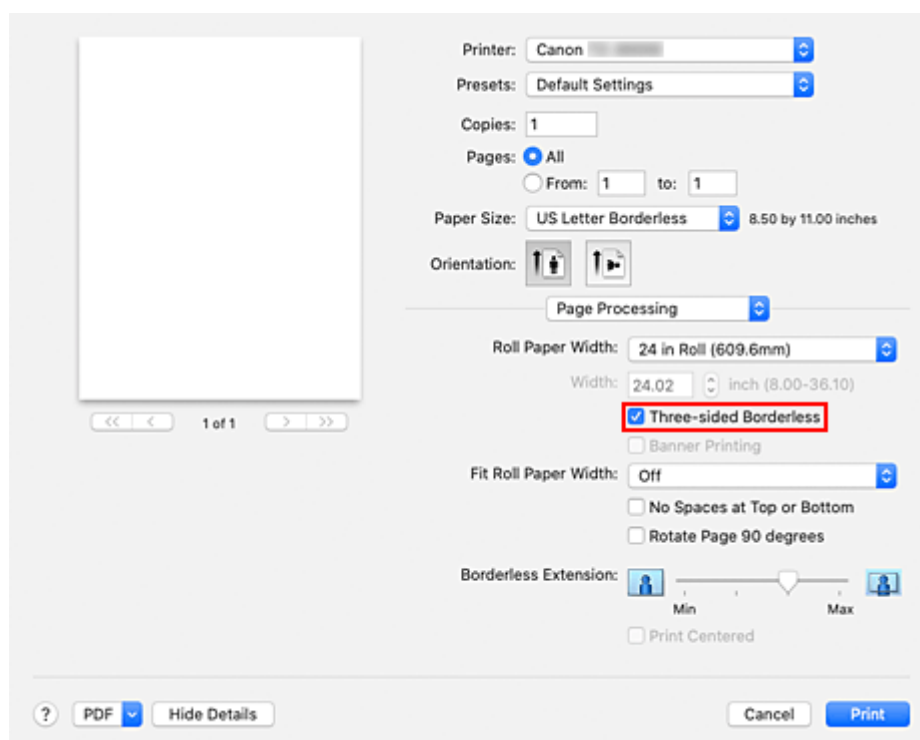 Printer: Canon
Presets: Default Settings
Copies: 1
Pages: All
From: 1 to: 1
Paper Size: US Letter Borderless 8.50 by 11.00 inches
Orientation:
Page Processing
Roll Paper Width: 24 in Roll (609.6mm)
Width: 24.02 inch (8.00-36.10)
Three-sided Borderless
Banner Printing
Fit Roll Paper Width: Off
No Spaces at Top or Bottom
Rotate Page 90 degrees
Borderless Extension:
Min Max
Print Centered
<< < 1 of 1 > >>
? PDF Hide Details Cancel Print